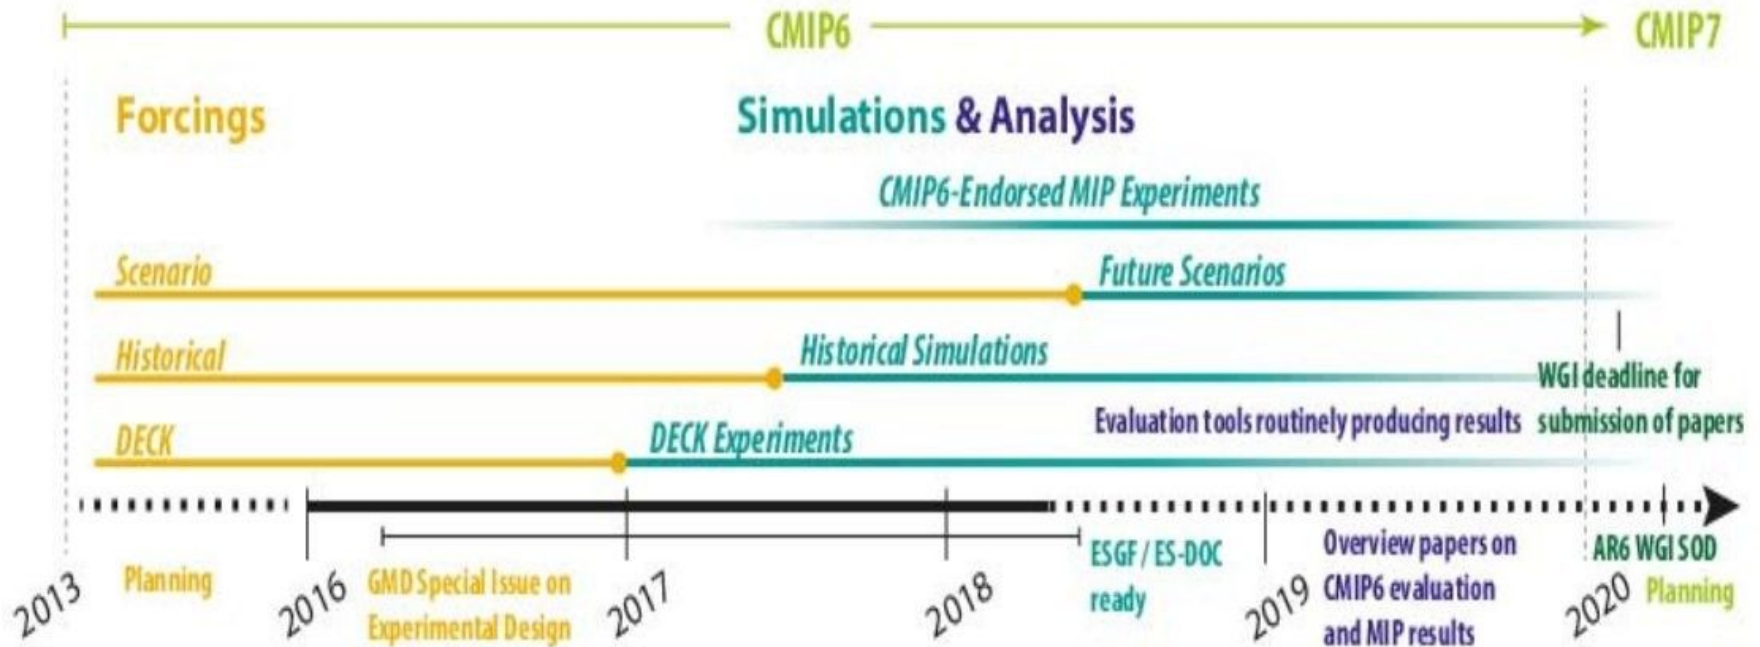 CMIP6
CMIP7
Forcings
Simulations & Analysis
CMIP6-Endorsed MIP Experiments
Scenario
Future Scenarios
Historical
Historical Simulations
WGI deadline for
submission of papers
Evaluation tools routinely producing results
DECK
DECK Experiments
2013
Planning
2016
GMD Special Issue on
Experimental Design
2017
2018
ESGF / ES-DOC
ready
2019
Overview papers on
CMIP6 evaluation
and MIP results
2020
AR6 WGI SOD
Planning